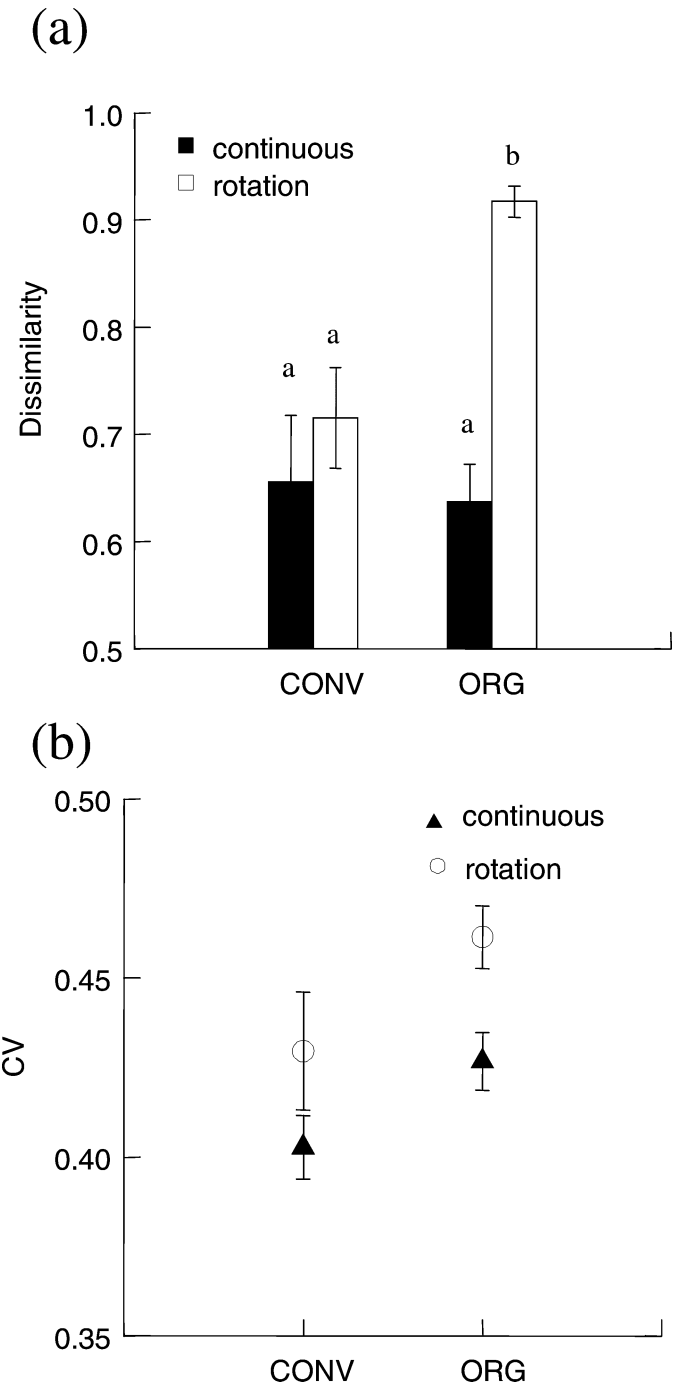 (a)
1.0
continuous
rotation
b
0.9
Dissimilarity
0.8
a
a
a
0.7
0.6
0.5
CONV ORG
(b)
0.50
continuous
rotation
0.45
CV
0.40
0.35
CONV ORG